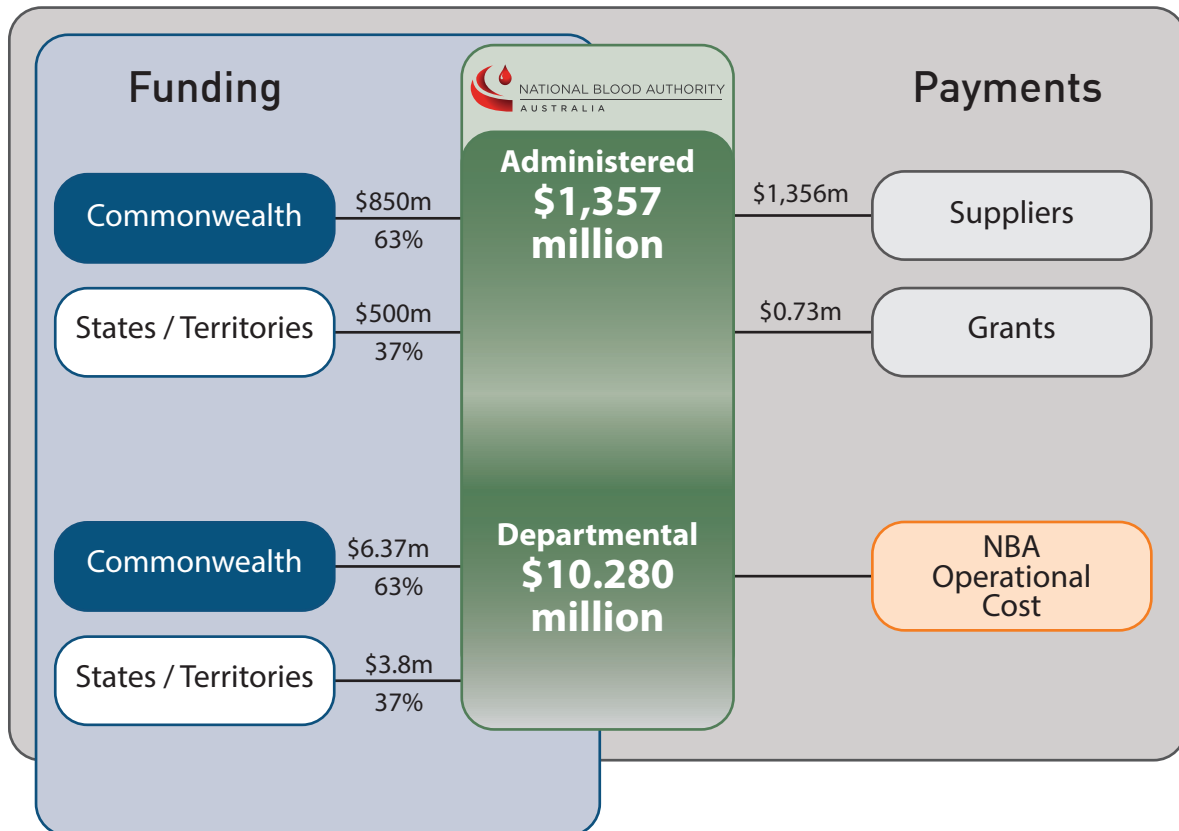 Funding
NATIONAL BLOOD AUTHORITY
AUSTRALIA
Payments
Commonwealth
$850m
63%
Administered
$1,357
million
$1,356m
Suppliers
States / Territories
$500m
37%
$0.73m
Grants
Commonwealth
$6.37m
63%
Departmental
$10.280
million
NBA
Operational
Cost
States / Territories
$3.8m
37%